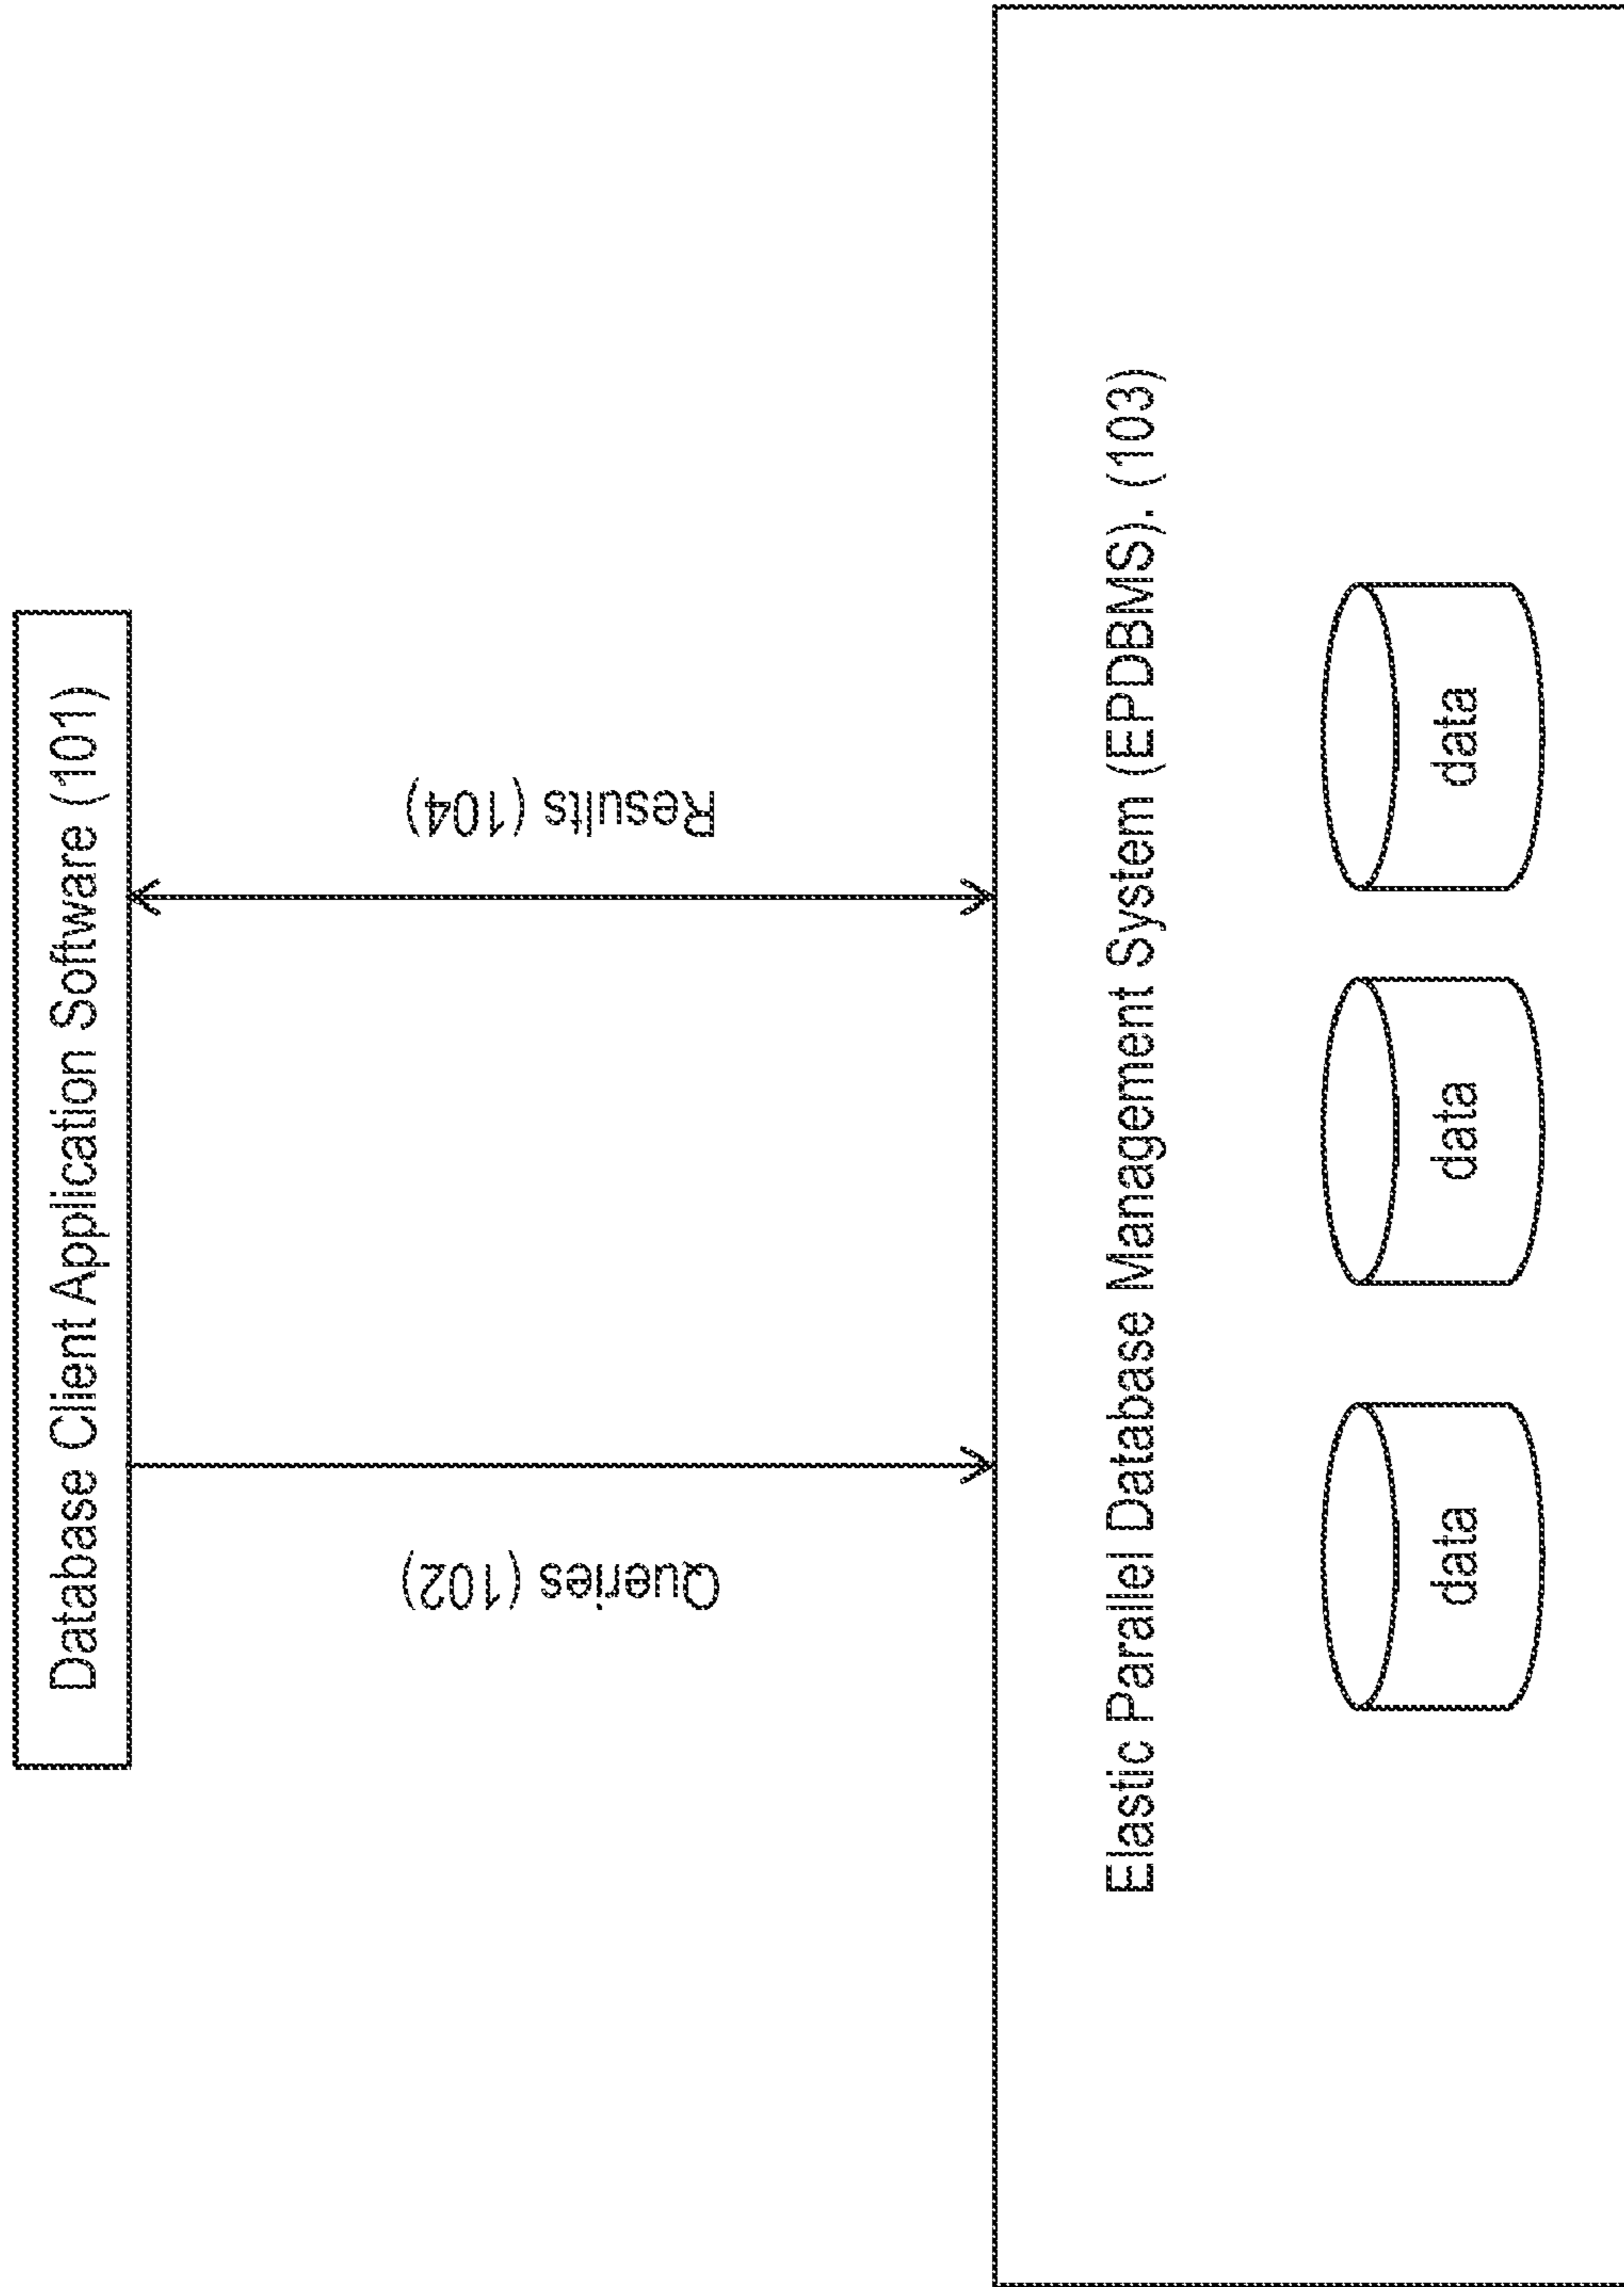 Database Client Application Software (101)
Queries (102)
Results (104)
Elastic Parallel Database Management System (EPDBMS). (103)
data
data
data